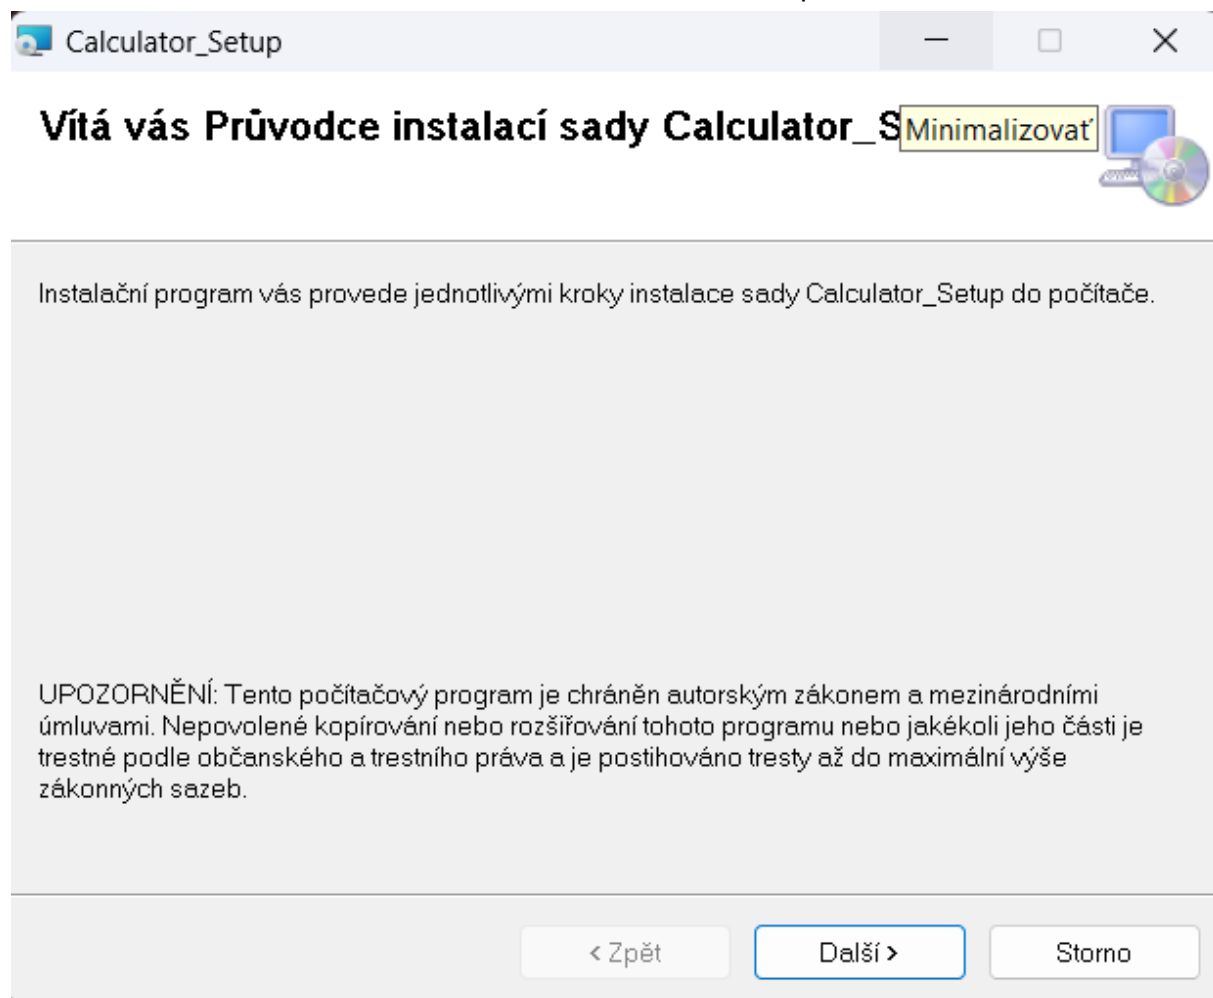 Calculator_Setup
Vítá vás Průvodce instalací sady Calculator_S
Minimalizovať
Instalační program vás provede jednotlivými kroky instalace sady Calculator_Setup do počítače.
UPOZORNĚNÍ: Tento počítačový program je chráněn autorským zákonem a mezinárodními
úmluvami. Nepovolené kopírování nebo rozšiřování tohoto programu nebo jakékoli jeho části je
trestné podle občanského a trestního práva a je postihováno tresty až do maximální výše
zákonných sazeb.
< Zpět
Další >
Storno